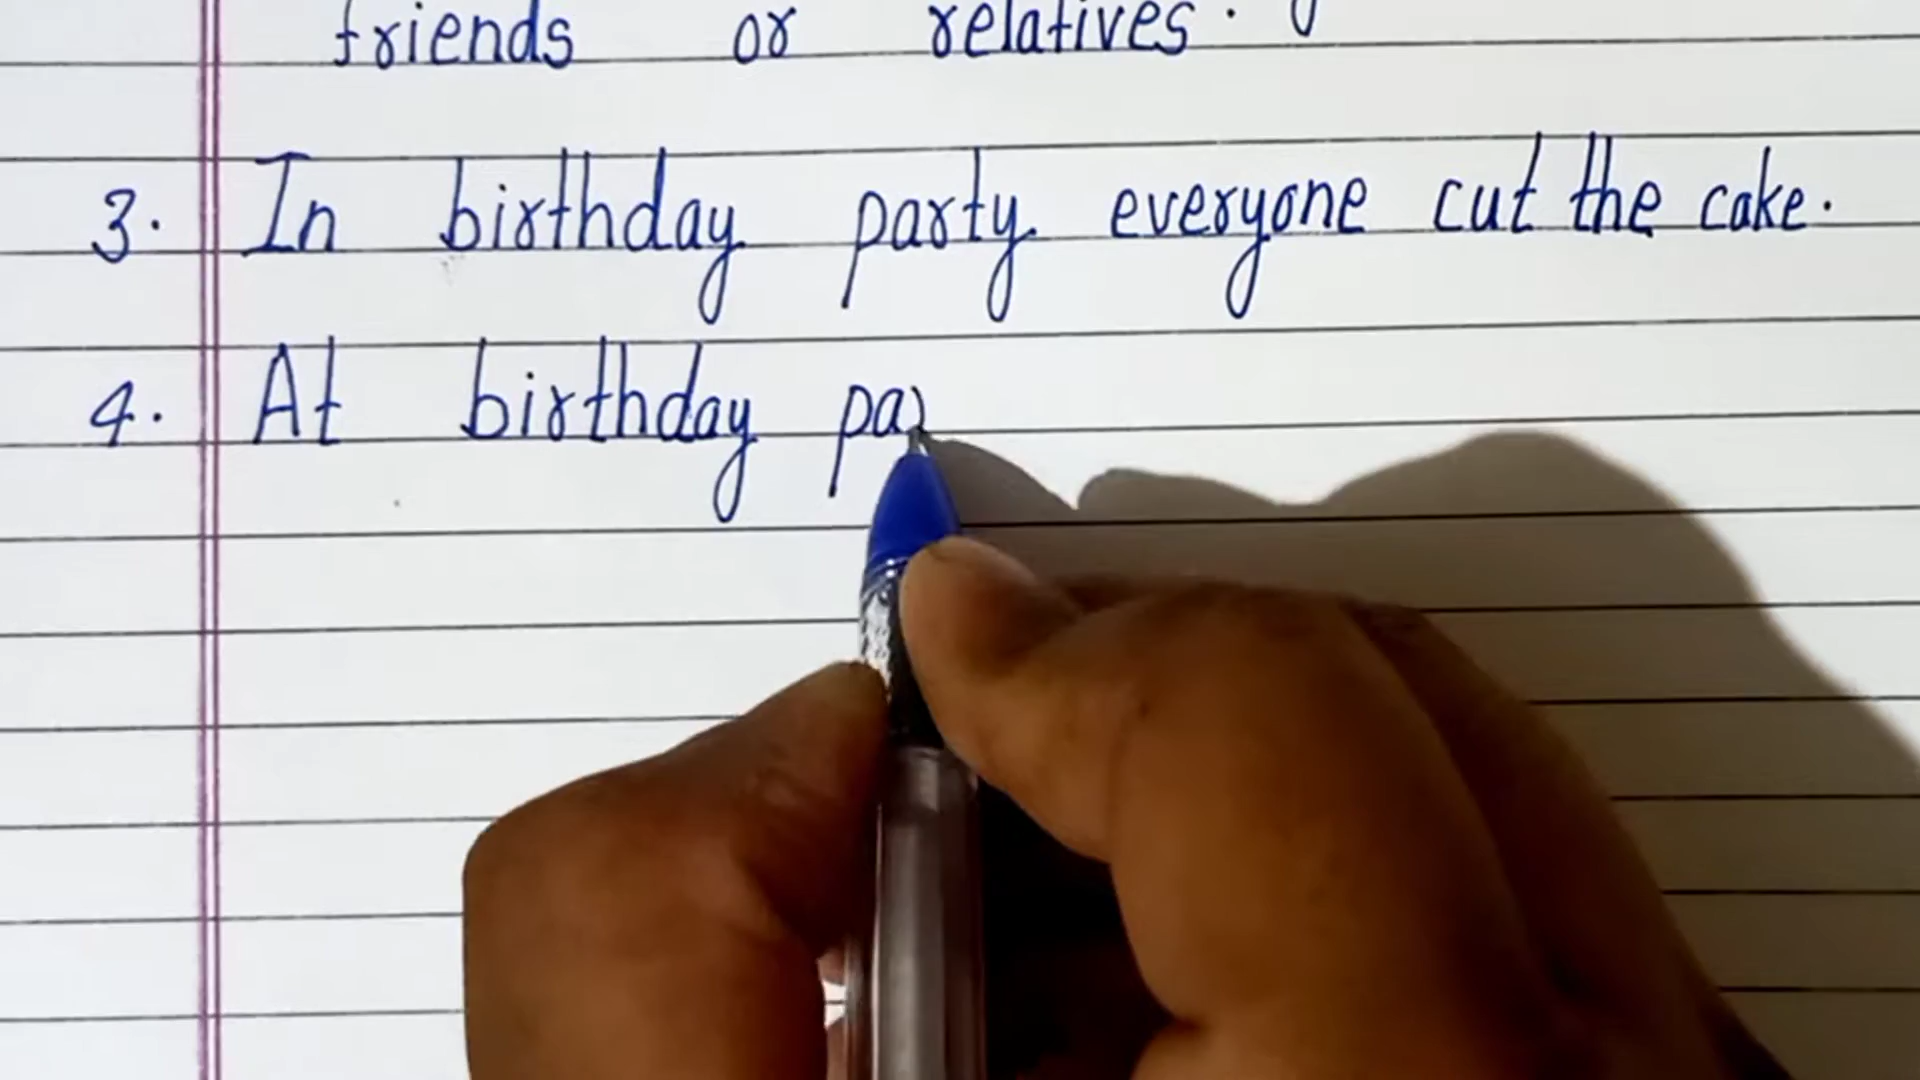 friends or relatives.
3. In birthday party everyone cut the cake.
4. At birthday pa